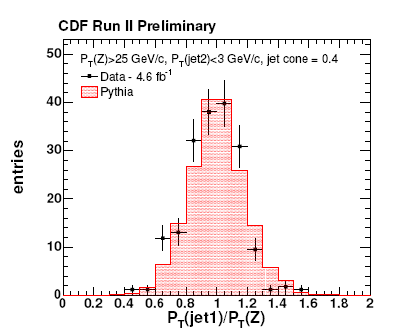 CDF Run II Preliminary
P_T(Z)>25 GeV/c, P_T(jet2)<3 GeV/c, jet cone = 0.4
Data - 4.6 fb⁻¹
Pythia
entries
50
40
30
20
10
0
0 0.2 0.4 0.6 0.8 1 1.2 1.4 1.6 1.8 2
P_T(jet1)/P_T(Z)